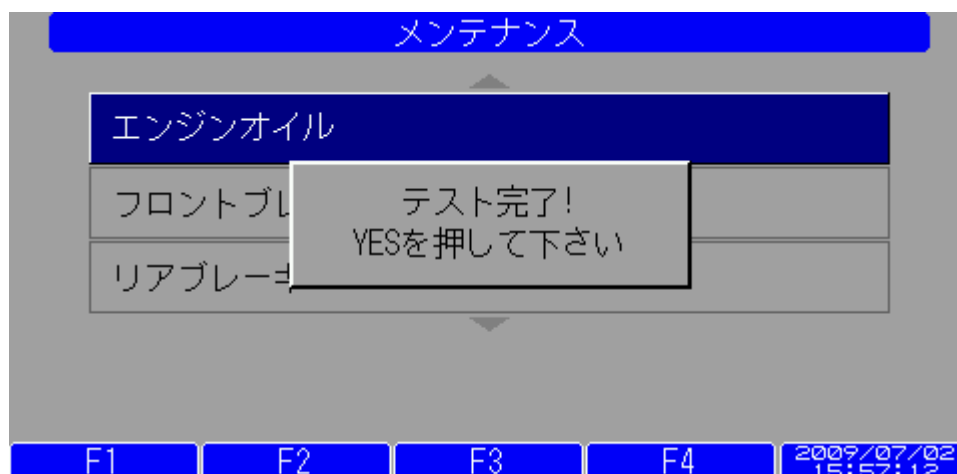 メンテナンス
エンジンオイル
フロントブレ
リアブレーキ
テスト完了!
YESを押して下さい
F1 F2 F3 F4 2009/07/02
15:57:12